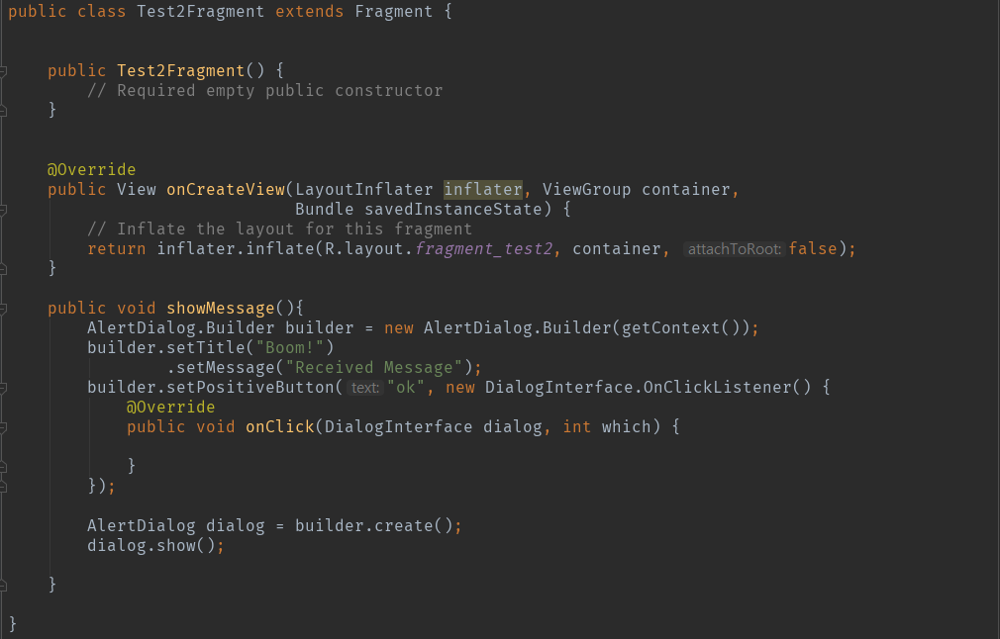 public class Test2Fragment extends Fragment {
public Test2Fragment() {
// Required empty public constructor
}
@Override
public View onCreateView(LayoutInflater inflater, ViewGroup container,
Bundle savedInstanceState) {
// Inflate the layout for this fragment
return inflater.inflate(R.layout.fragment_test2, container, attachToRoot: false);
}
public void showMessage(){
AlertDialog.Builder builder = new AlertDialog.Builder(getContext());
builder.setTitle("Boom!")
.setMessage("Received Message");
builder.setPositiveButton( text: "ok", new DialogInterface.OnClickListener() {
@Override
public void onClick(DialogInterface dialog, int which) {
}
});
AlertDialog dialog = builder.create();
dialog.show();
}
}